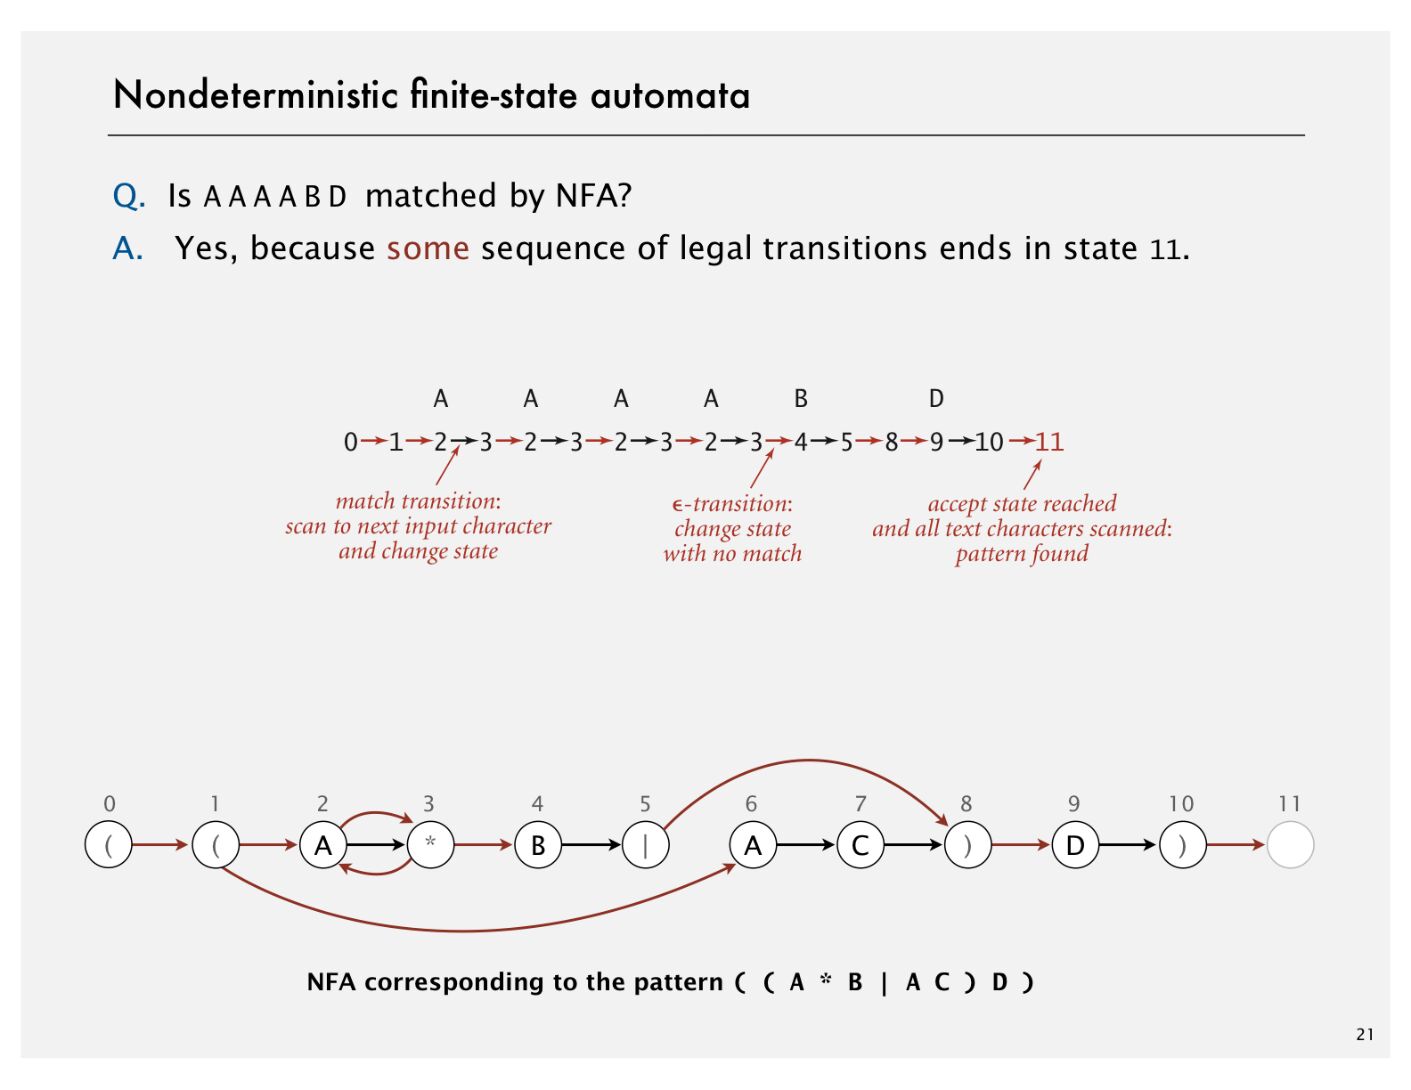 Nondeterministic finite-state automata
Q. Is A A A A B D matched by NFA?
A. Yes, because some sequence of legal transitions ends in state 11.
A A A A B D
0 1 2 3 2 3 2 3 2 3 4 5 8 9 10 11
match transition:
scan to next input character
and change state
ϵ-transition:
change state
with no match
accept state reached
and all text characters scanned:
pattern found
0 1 2 3 4 5 6 7 8 9 10 11
( ( A * B | A C ) D )
NFA corresponding to the pattern ( ( A * B | A C ) D )
21